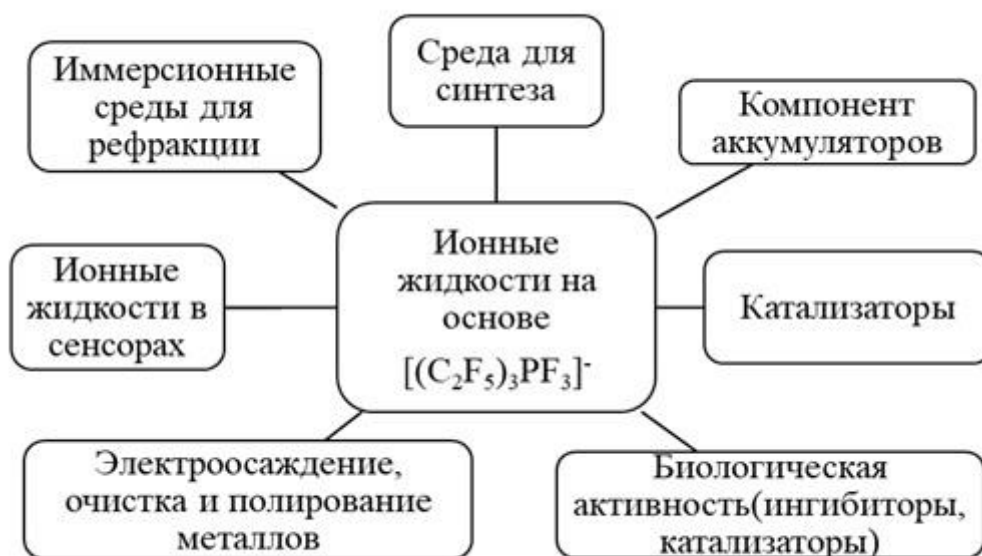 Иммерсионные
среды для
рефракции
Среда для
синтеза
Компонент
аккумуляторов
Ионные
жидкости в
сенсорах
Ионные
жидкости на
основе
[(C₂F₅)₃PF₃]⁻
Катализаторы
Электроосаждение,
очистка и полирование
металлов
Биологическая
активность(ингибиторы,
катализаторы)